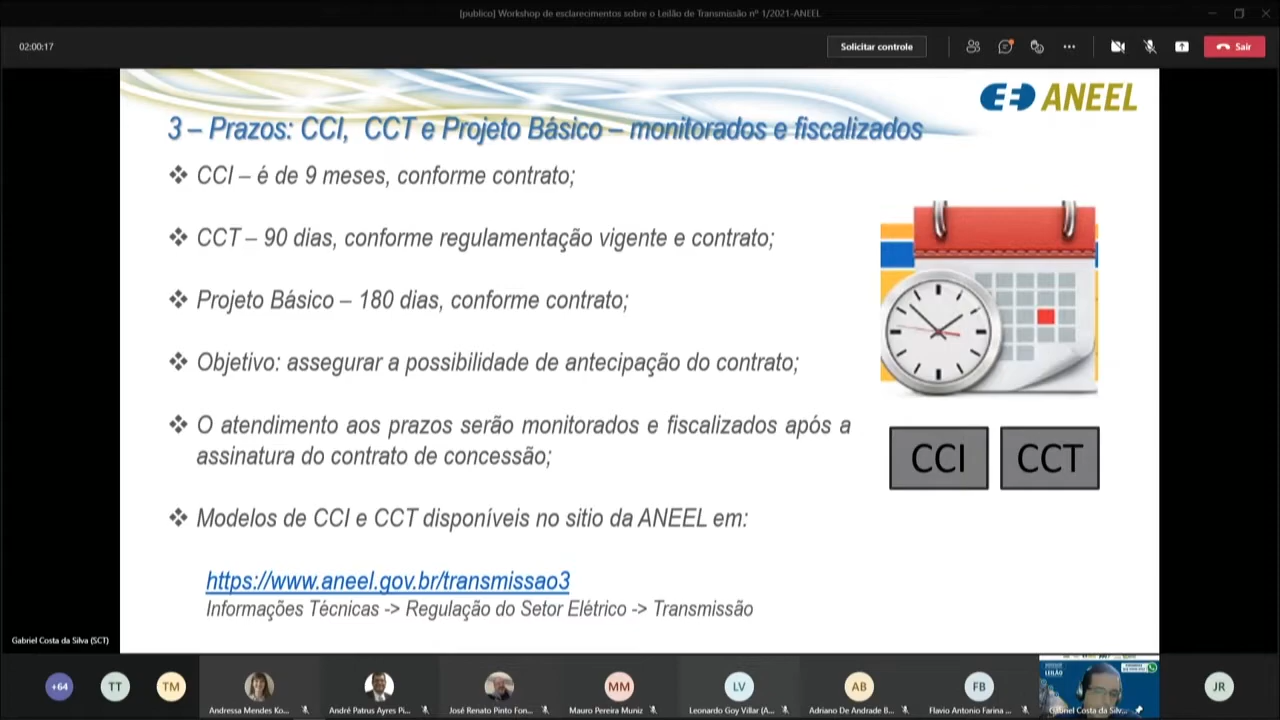 [publico] Workshop de esclarecimentos sobre o Leilão de Transmissão nº 1/2021-ANEEL
02:00:17
Solicitar controle
Sair
ANEEL
3 – Prazos: CCI, CCT e Projeto Básico – monitorados e fiscalizados
❖ CCI – é de 9 meses, conforme contrato;
❖ CCT – 90 dias, conforme regulamentação vigente e contrato;
❖ Projeto Básico – 180 dias, conforme contrato;
❖ Objetivo: assegurar a possibilidade de antecipação do contrato;
❖ O atendimento aos prazos serão monitorados e fiscalizados após a
assinatura do contrato de concessão;
❖ Modelos de CCI e CCT disponíveis no sitio da ANEEL em:
https://www.aneel.gov.br/transmissao3
Informações Técnicas -> Regulação do Setor Elétrico -> Transmissão
CCI CCT
Gabriel Costa da Silva (SCT)
+64 TT TM MM LV AB FB JR
LEILÃO
Andressa Mendes Ko... André Patrus Ayres Pi... José Renato Pinto Fon... Mauro Pereira Muniz Leonardo Goy Villar (A... Adriano De Andrade B... Flavio Antonio Farina ... Gabriel Costa da Silv...